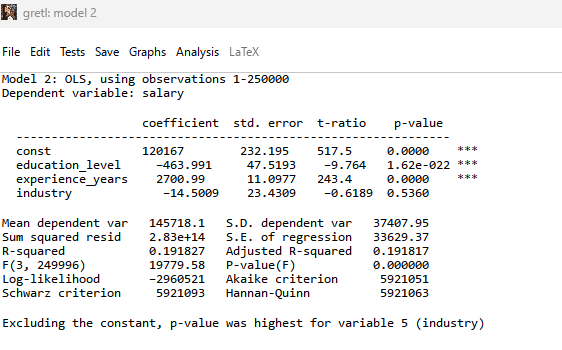 gretl: model 2
File Edit Tests Save Graphs Analysis LaTeX
Model 2: OLS, using observations 1-250000
Dependent variable: salary
coefficient std. error t-ratio p-value
---------------------------------------------------------------
const 120167 232.195 517.5 0.0000 ***
education_level -463.991 47.5193 -9.764 1.62e-022 ***
experience_years 2700.99 11.0977 243.4 0.0000 ***
industry -14.5009 23.4309 -0.6189 0.5360
Mean dependent var 145718.1 S.D. dependent var 37407.95
Sum squared resid 2.83e+14 S.E. of regression 33629.37
R-squared 0.191827 Adjusted R-squared 0.191817
F(3, 249996) 19779.58 P-value(F) 0.000000
Log-likelihood -2960521 Akaike criterion 5921051
Schwarz criterion 5921093 Hannan-Quinn 5921063
Excluding the constant, p-value was highest for variable 5 (industry)